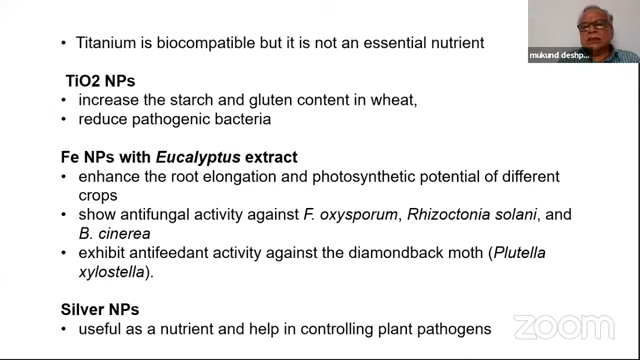 • Titanium is biocompatible but it is not an essential nutrient
mukund deshp...
TiO2 NPs
• increase the starch and gluten content in wheat,
• reduce pathogenic bacteria
Fe NPs with Eucalyptus extract
• enhance the root elongation and photosynthetic potential of different
crops
• show antifungal activity against F. oxysporum, Rhizoctonia solani, and
B. cinerea
• exhibit antifeedant activity against the diamondback moth (Plutella
xylostella).
Silver NPs
• useful as a nutrient and help in controlling plant pathogens
zoom